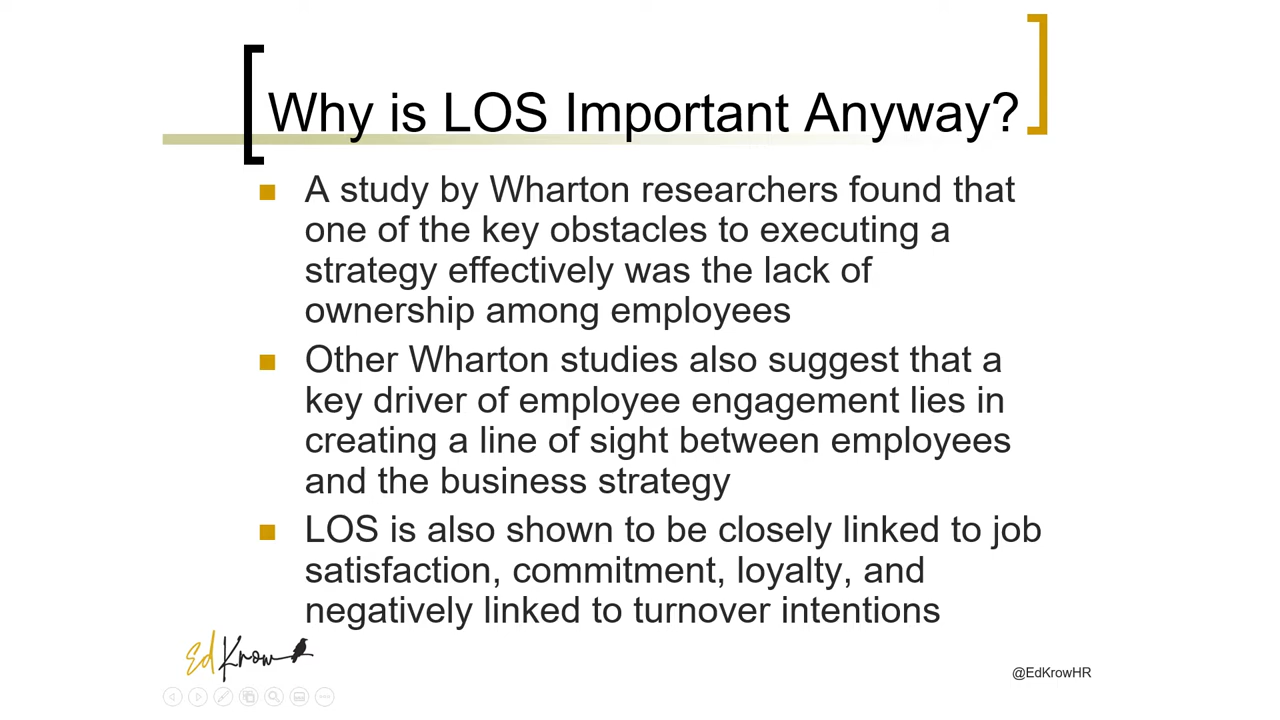 Why is LOS Important Anyway?
A study by Wharton researchers found that
one of the key obstacles to executing a
strategy effectively was the lack of
ownership among employees
Other Wharton studies also suggest that a
key driver of employee engagement lies in
creating a line of sight between employees
and the business strategy
LOS is also shown to be closely linked to job
satisfaction, commitment, loyalty, and
negatively linked to turnover intentions
Ed Krow
@EdKrowHR